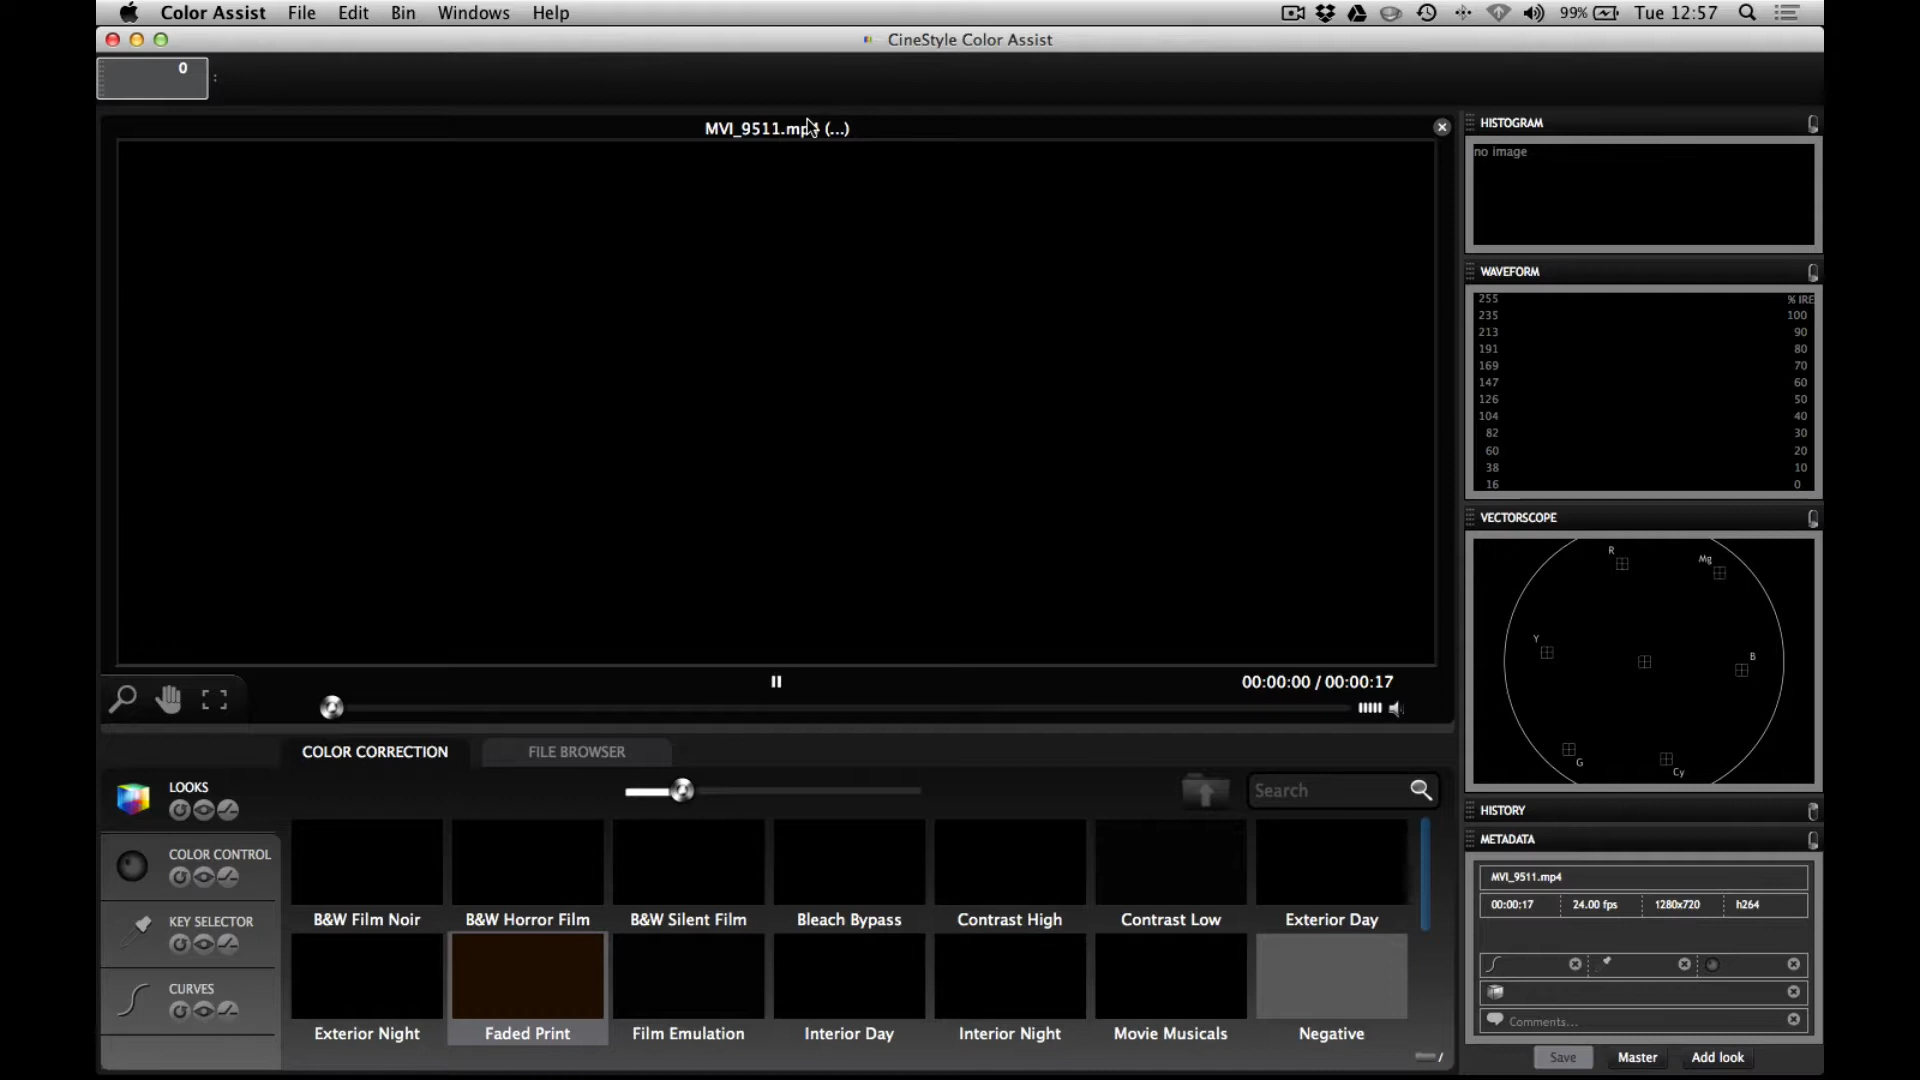 Color Assist File Edit Bin Windows Help 99% Tue 12:57
CineStyle Color Assist
0
:
MVI_9511.mp4 (...)
HISTOGRAM
no image
WAVEFORM
255 % IRE
235 100
213 90
191 80
169 70
147 60
126 50
104 40
82 30
60 20
38 10
16 0
VECTORSCOPE
R
Mg
Y
B
G
Cy
00:00:00 / 00:00:17
COLOR CORRECTION FILE BROWSER
LOOKS
Search
COLOR CONTROL
KEY SELECTOR
CURVES
B&W Film Noir B&W Horror Film B&W Silent Film Bleach Bypass Contrast High Contrast Low Exterior Day
Exterior Night Faded Print Film Emulation Interior Day Interior Night Movie Musicals Negative
/
HISTORY
METADATA
MVI_9511.mp4
00:00:17 24.00 fps 1280x720 h264
Comments...
Save Master Add look